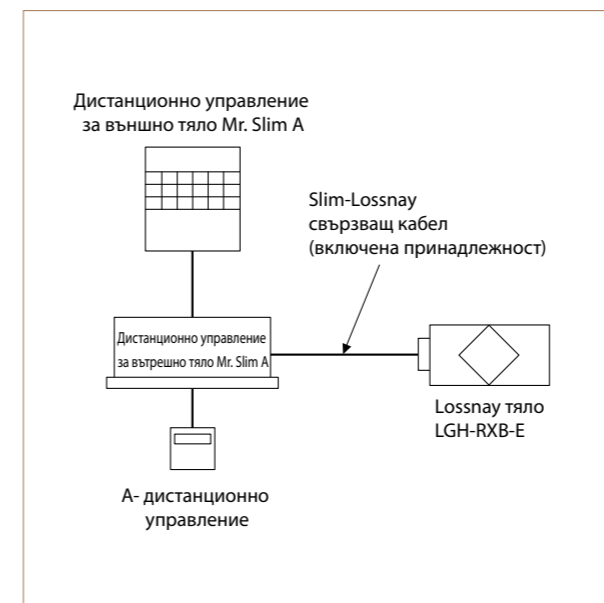 Дистанционно управление
за външно тяло Mr. Slim A
Slim-Lossnay
свързващ кабел
(включена принадлежност)
Дистанционно управление
за вътрешно тяло Mr. Slim A
Lossnay тяло
LGH-RXB-E
А- дистанционно
управление